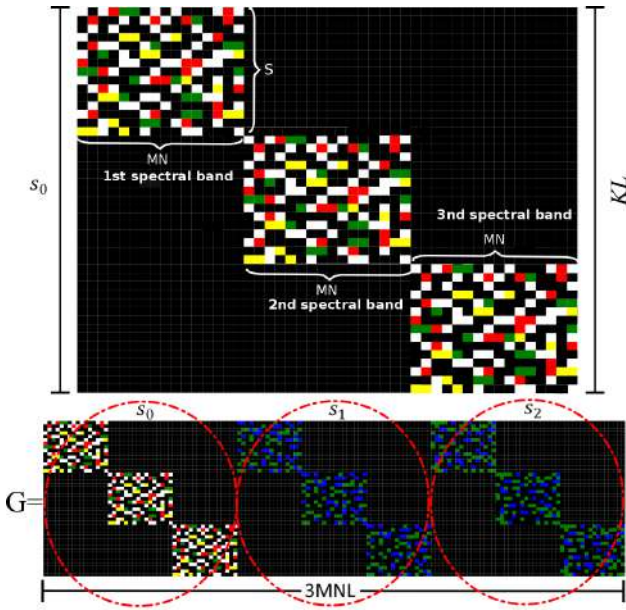 S
MN
1st spectral band
s₀
KL
3nd spectral band
MN
MN
2nd spectral band
s₀ s₁ s₂
G=
3MNL